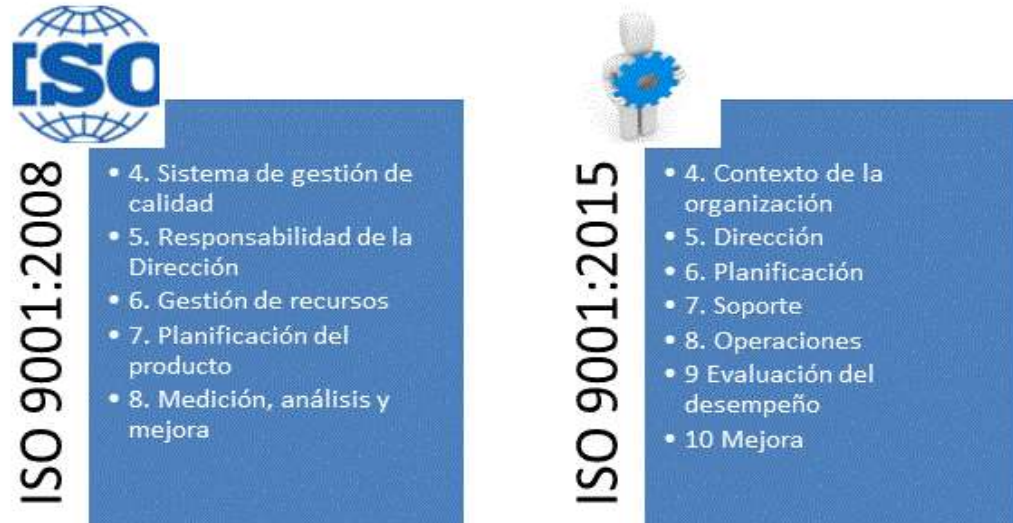 ISO
ISO 9001:2008
• 4. Sistema de gestión de
calidad
• 5. Responsabilidad de la
Dirección
• 6. Gestión de recursos
• 7. Planificación del
producto
• 8. Medición, análisis y
mejora
ISO 9001:2015
• 4. Contexto de la
organización
• 5. Dirección
• 6. Planificación
• 7. Soporte
• 8. Operaciones
• 9 Evaluación del
desempeño
• 10 Mejora